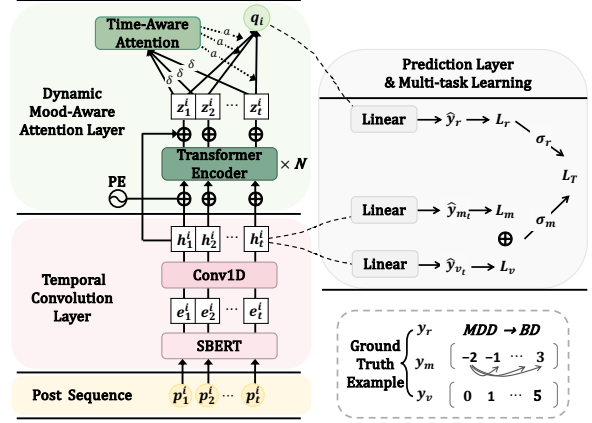 Time-Aware
Attention
q_i
a
a
a
δ δ δ
Dynamic
Mood-Aware
Attention Layer
z_1^i z_2^i ... z_t^i
⊕ ⊕ ⊕
Transformer
Encoder
× N
PE
⊕ ⊕ ⊕
h_1^i h_2^i ... h_t^i
Conv1D
Temporal
Convolution
Layer
e_1^i e_2^i ... e_t^i
SBERT
Post Sequence
p_1^i p_2^i ... p_t^i
Prediction Layer
& Multi-task Learning
Linear → ŷ_r → L_r
σ_r
L_T
Linear → ŷ_{m_t} → L_m
σ_m
⊕
Linear → ŷ_{v_t} → L_v
Ground
Truth
Example
y_r MDD → BD
y_m −2 −1 ... 3
y_v 0 1 ... 5